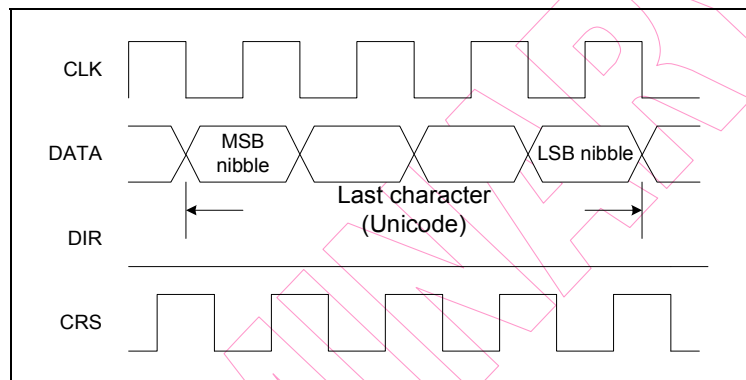 CLK
DATA
MSB
nibble
LSB nibble
Last character
(Unicode)
DIR
CRS